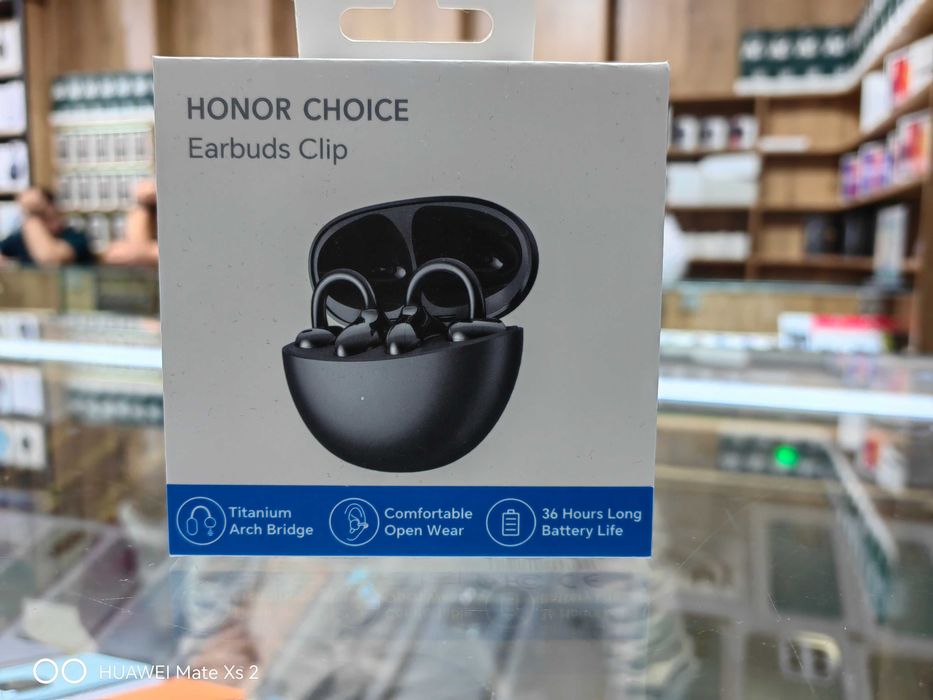 HONOR CHOICE
Earbuds Clip
Titanium
Arch Bridge
Comfortable
Open Wear
36 Hours Long
Battery Life
HUAWEI Mate Xs 2